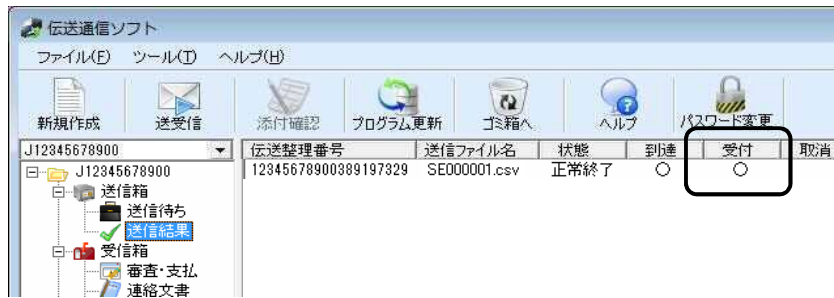 伝送通信ソフト
ファイル(F) ツール(T) ヘルプ(H)
新規作成 送受信 添付確認 プログラム更新 ゴミ箱へ ヘルプ パスワード変更
J12345678900 伝送整理番号 送信ファイル名 状態 到達 受付 取消
J12345678900 12345678900389197329 SE000001.csv 正常終了 ○ ○
送信箱
送信待ち
送信結果
受信箱
審査・支払
連絡文書